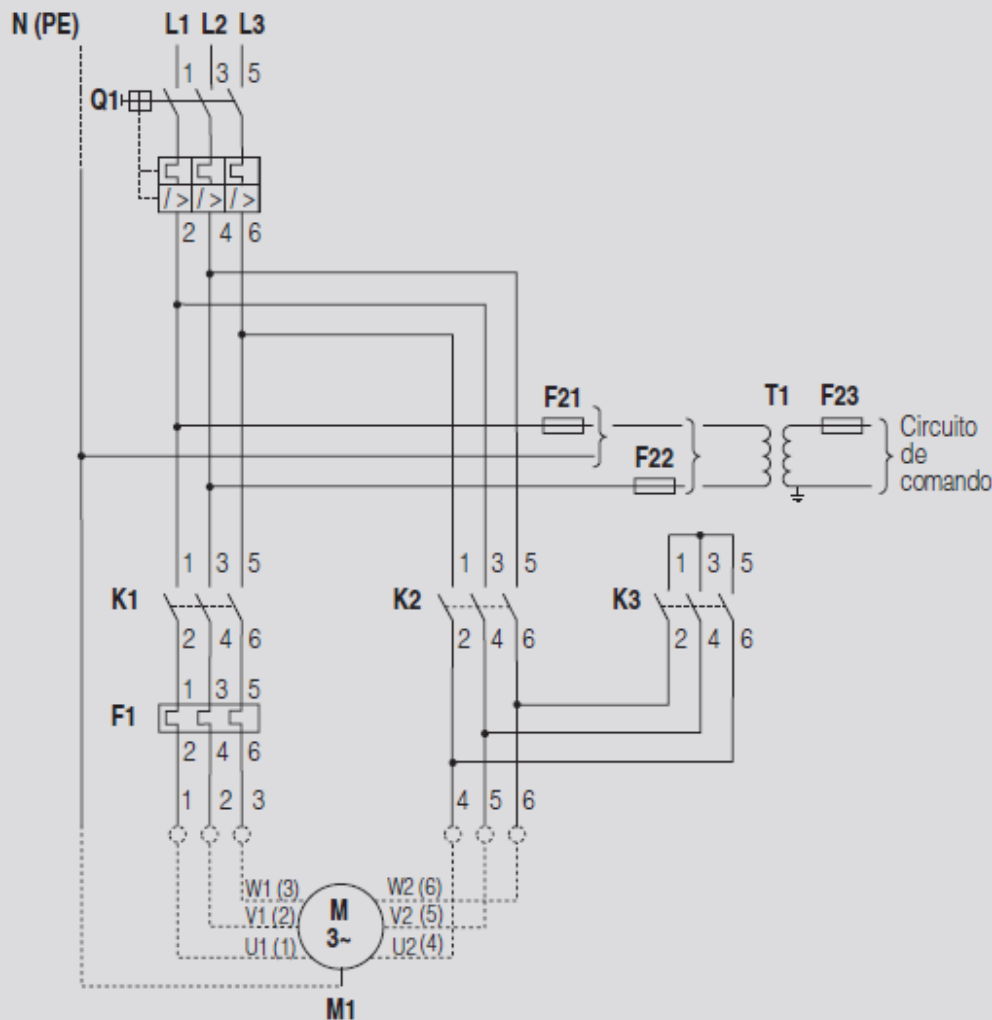 N (PE) L1 L2 L3
1 3 5
Q1
I > I > I >
2 4 6
F21 T1 F23
Circuito
de
comando
F22
1 3 5 1 3 5 1 3 5
K1 K2 K3
2 4 6 2 4 6 2 4 6
1 3 5
F1
2 4 6
1 2 3 4 5 6
W1 (3) W2 (6)
M
V1 (2) V2 (5)
3~
U1 (1) U2 (4)
M1